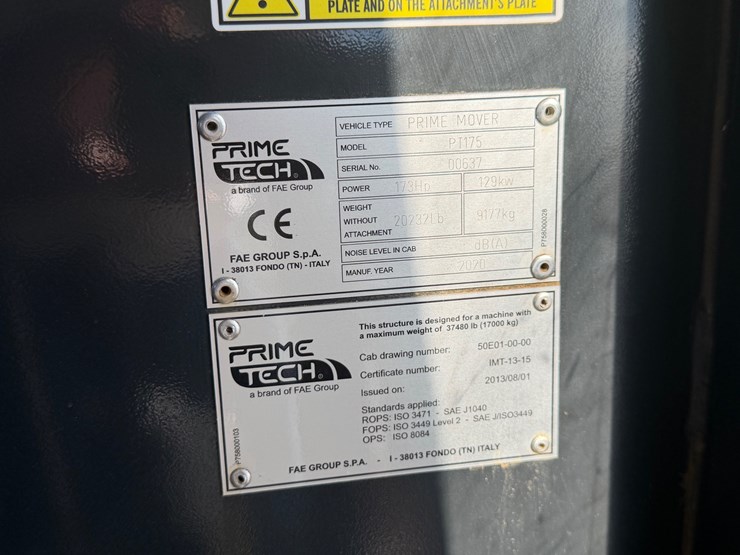 PLATE AND ON THE ATTACHMENT'S PLATE
PRIME
TECH
a brand of FAE Group
CE
FAE GROUP S.p.A.
I - 38013 FONDO (TN) - ITALY
VEHICLE TYPE PRIME MOVER
MODEL PT175
SERIAL No. 00637
POWER 173Hp 129kw
WEIGHT WITHOUT ATTACHMENT 20232Lb 9177kg
NOISE LEVEL IN CAB dB(A)
MANUF. YEAR 2020
P758000028
PRIME
TECH
a brand of FAE Group
This structure is designed for a machine with
a maximum weight of 37480 lb (17000 kg)
Cab drawing number: 50E01-00-00
Certificate number: IMT-13-15
Issued on: 2013/08/01
Standards applied:
ROPS: ISO 3471 - SAE J1040
FOPS: ISO 3449 Level 2 - SAE J/ISO3449
OPS: ISO 8084
P758000103
FAE GROUP S.P.A. - I - 38013 FONDO (TN) ITALY